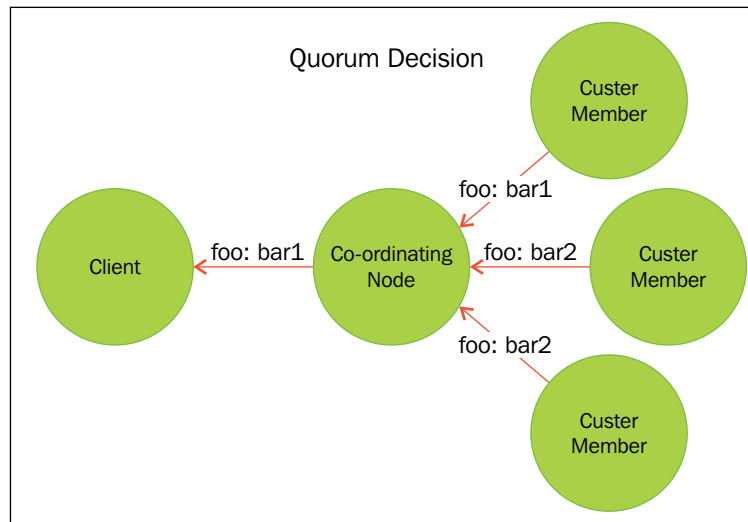 Quorum Decision
Custer
Member
foo: bar1
Client
foo: bar1
Co-ordinating
Node
foo: bar2
Custer
Member
foo: bar2
Custer
Member